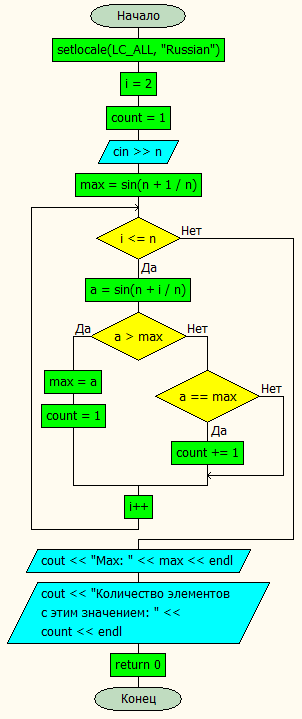 Начало
setlocale(LC_ALL, "Russian")
i = 2
count = 1
cin >> n
max = sin(n + 1 / n)
i <= n
Нет
Да
a = sin(n + i / n)
Да
a > max
Нет
max = a
count = 1
a == max
Нет
Да
count += 1
i++
cout << "Max: " << max << endl
cout << "Количество элементов
с этим значением: " <<
count << endl
return 0
Конец